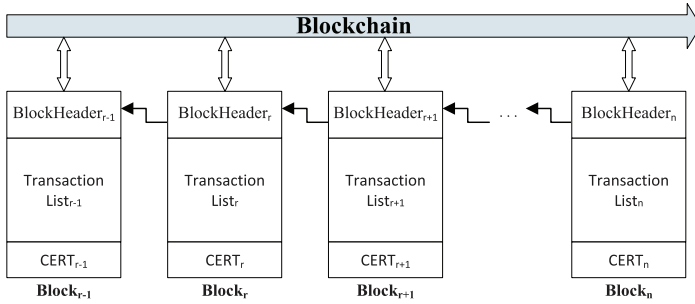 Blockchain
BlockHeaderr-1 BlockHeaderr BlockHeaderr+1 ... BlockHeadern
Transaction Transaction Transaction Transaction
Listr-1 Listr Listr+1 Listn
CERTr-1 CERTr CERTr+1 CERTn
Blockr-1 Blockr Blockr+1 Blockn